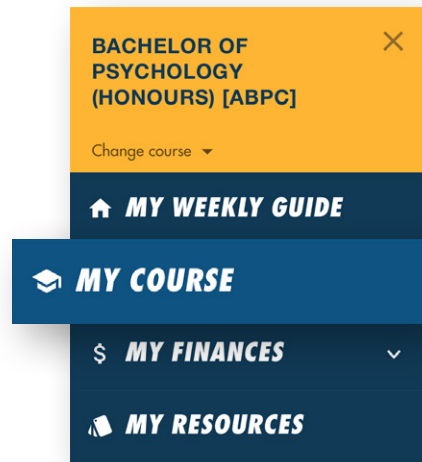 BACHELOR OF
PSYCHOLOGY
(HONOURS) [ABPC]
Change course
MY WEEKLY GUIDE
MY COURSE
MY FINANCES
MY RESOURCES